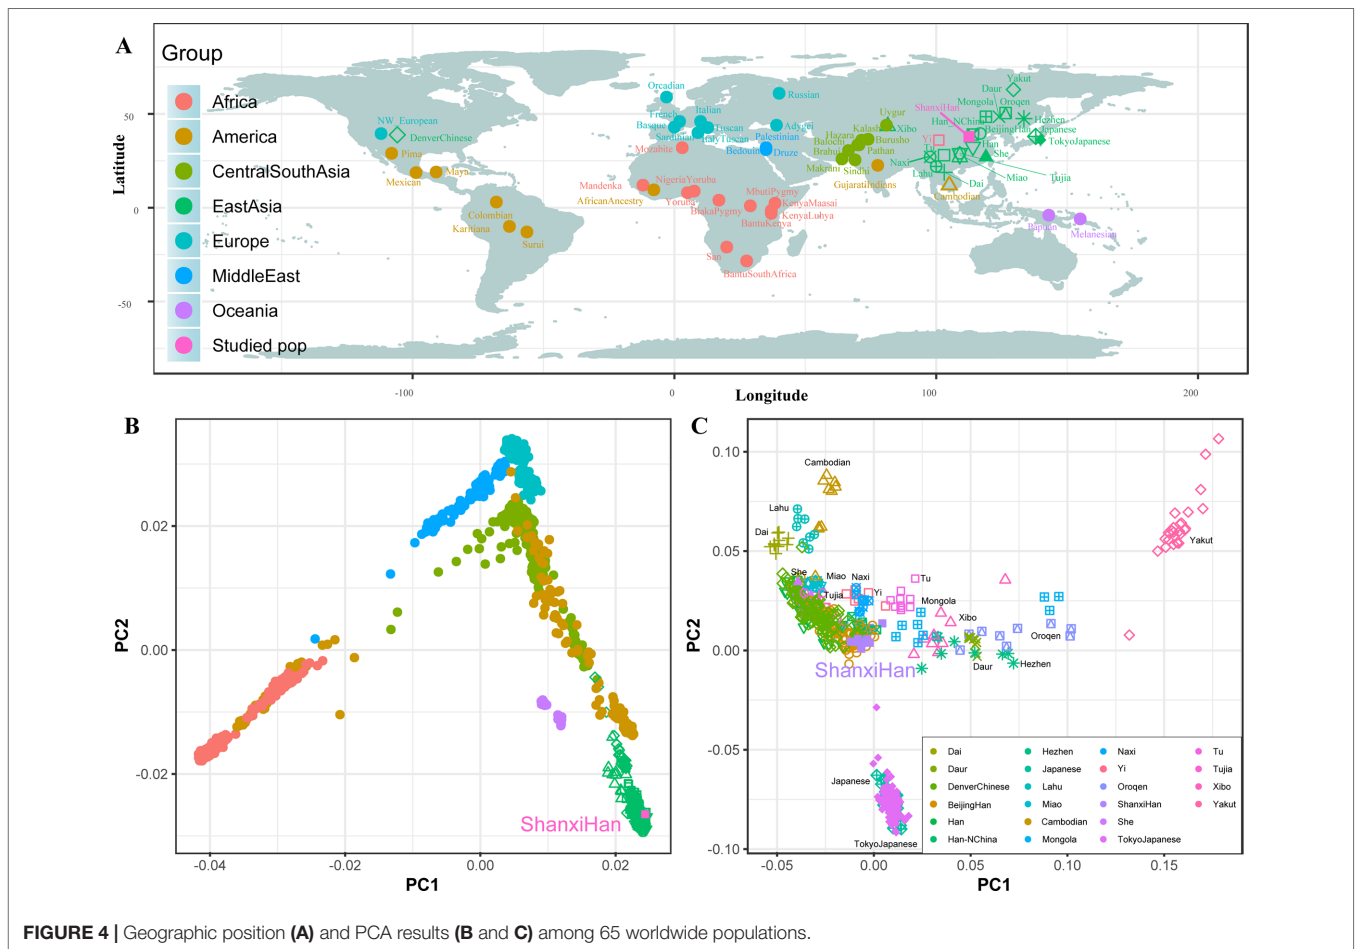 A
Group
Africa
America
CentralSouthAsia
EastAsia
Europe
MiddleEast
Oceania
Studied pop
Latitude
50
0
-50
-100
0
100
200
Longitude
NW_European
DenverChinese
Pima
Mexican
Maya
Colombian
Karitiana
Surui
Orcadian
French
Basque
Sardinian
Italian
Tuscan
ItalyTuscan
Russian
Adygei
Palestinian
Bedouin
Druze
Morabite
Mandenka
AfricanAncestry
NigeriaYoruba
Yoruba
BiakaPygmy
MbutiPygmy
KenyaMaasai
KenyaLuhya
BantuKenya
San
BantuSouthAfrica
Uygur
Hazara
Kalash
Xibo
Balochi
Burusho
Brahui
Pathan
Makrani
Sindhi
GujaratiIndians
Yakut
Daur
Mongola
Oroqen
ShanxiHan
Hezhen
Han_NChina
BeijingHan
Japanese
TokyoJapanese
Yi
Tu
Han
She
Naxi
Lahu
Dai
Miao
Tujia
Cambodian
Papuan
Melanesian
B
PC2
0.02
0.00
-0.02
-0.04
-0.02
0.00
0.02
PC1
ShanxiHan
C
PC2
0.10
0.05
0.00
-0.05
-0.10
-0.05
0.00
0.05
0.10
0.15
PC1
Cambodian
Lahu
Dai
She
Miao
Naxi
Tujia
Yi
Tu
Mongola
Xibo
Oroqen
Daur
Hezhen
Yakut
ShanxiHan
Japanese
TokyoJapanese
Dai
Daur
DenverChinese
BeijingHan
Han
Han-NChina
Hezhen
Japanese
Lahu
Miao
Cambodian
Mongola
Naxi
Yi
Oroqen
ShanxiHan
She
TokyoJapanese
Tu
Tujia
Xibo
Yakut
FIGURE 4 | Geographic position (A) and PCA results (B and C) among 65 worldwide populations.